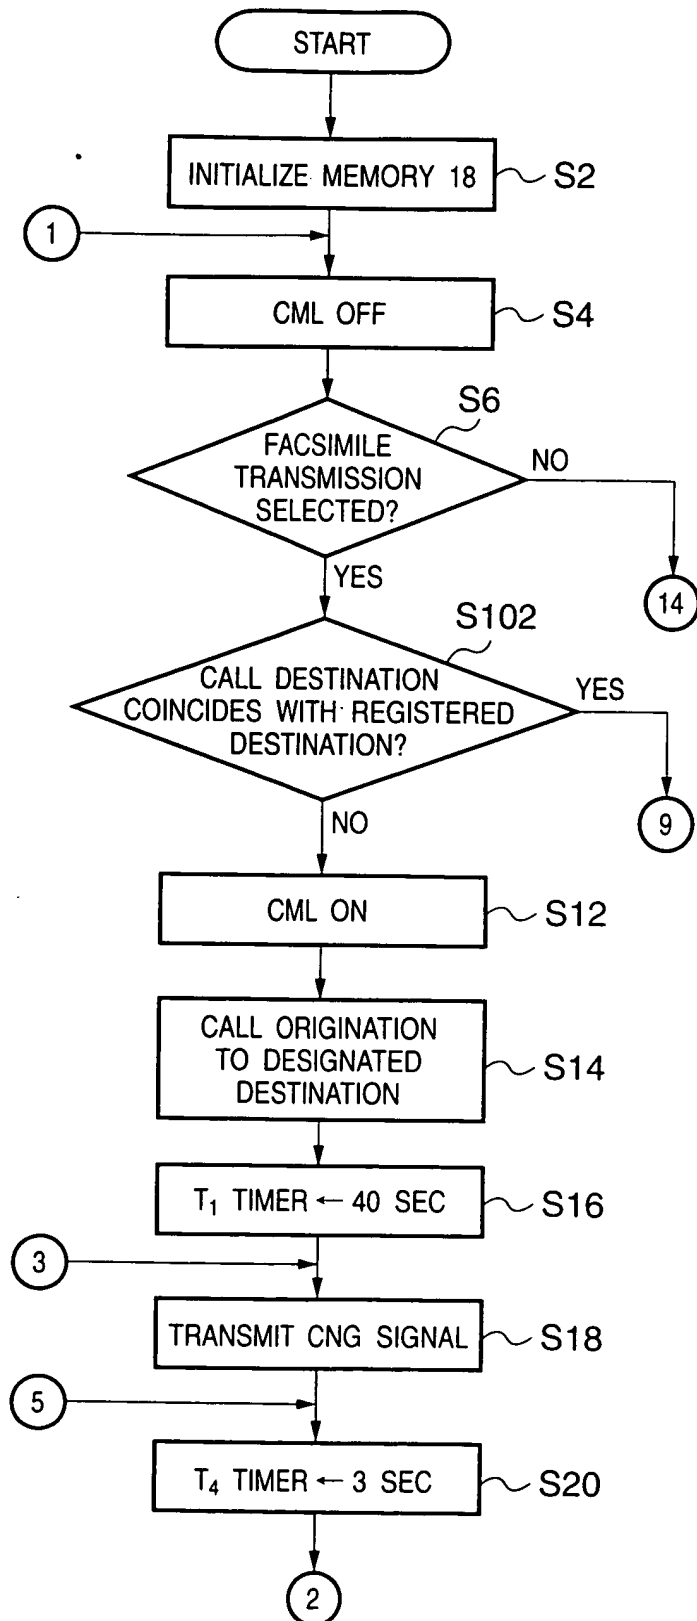 START
INITIALIZE MEMORY 18
S2
1
CML OFF
S4
S6
FACSIMILE
TRANSMISSION
SELECTED?
NO
YES
14
S102
CALL DESTINATION
COINCIDES WITH REGISTERED
DESTINATION?
YES
NO
9
CML ON
S12
CALL ORIGINATION
TO DESIGNATED
DESTINATION
S14
T₁ TIMER ← 40 SEC
S16
3
TRANSMIT CNG SIGNAL
S18
5
T₄ TIMER ← 3 SEC
S20
2